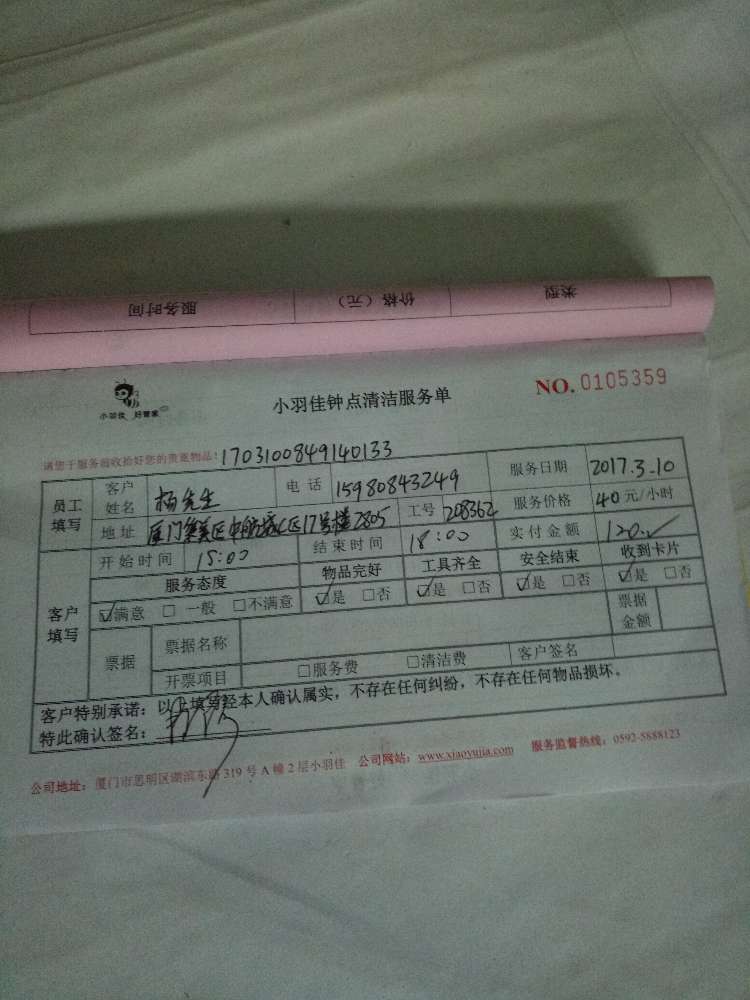 类型 价格（元） 服务时间
小羽佳 好管家
小羽佳钟点清洁服务单
NO. 0105359
请您于服务前收拾好您的贵重物品！ 1703100849140133
员工填写 客户姓名 杨先生 电话 15980843249 服务日期 2017.3.10
地址 厦门集美区中航城C区17号楼2805 工号 208362 服务价格 40元/小时
开始时间 15:00 结束时间 18:00 实付金额 120.
客户填写 服务态度 物品完好 工具齐全 安全结束 收到卡片
☑满意 □ 一般 □不满意 ☑是 □否 ☑是 □否 ☑是 □否 ☑是 □否
票据 票据名称 票据金额
开票项目 □服务费 □清洁费 客户签名
客户特别承诺：以上填写经本人确认属实，不存在任何纠纷，不存在任何物品损坏。
特此确认签名：
公司地址：厦门市思明区湖滨东路 319 号 A 幢 2 层小羽佳 公司网站：www.xiaoyujia.com 服务监督热线：0592-5888123